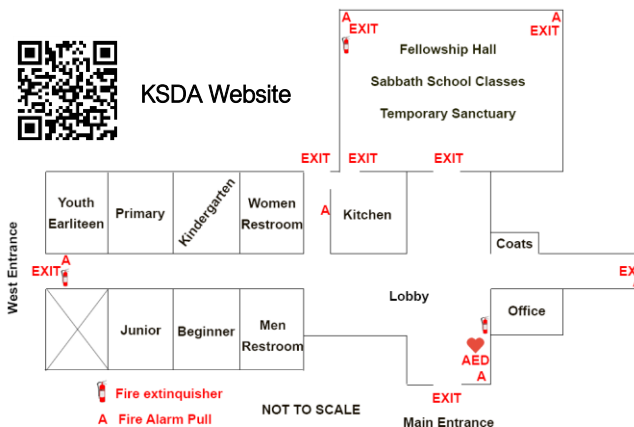 KSDA Website
A
EXIT
A
EXIT
Fellowship Hall
Sabbath School Classes
Temporary Sanctuary
EXIT
EXIT
EXIT
Youth
Earliteen
Primary
Kindergarten
Women
Restroom
A
Kitchen
Coats
West Entrance
A
EXIT
Lobby
Office
Junior
Beginner
Men
Restroom
AED
A
EXIT
Fire extinguisher
A Fire Alarm Pull
NOT TO SCALE
Main Entrance